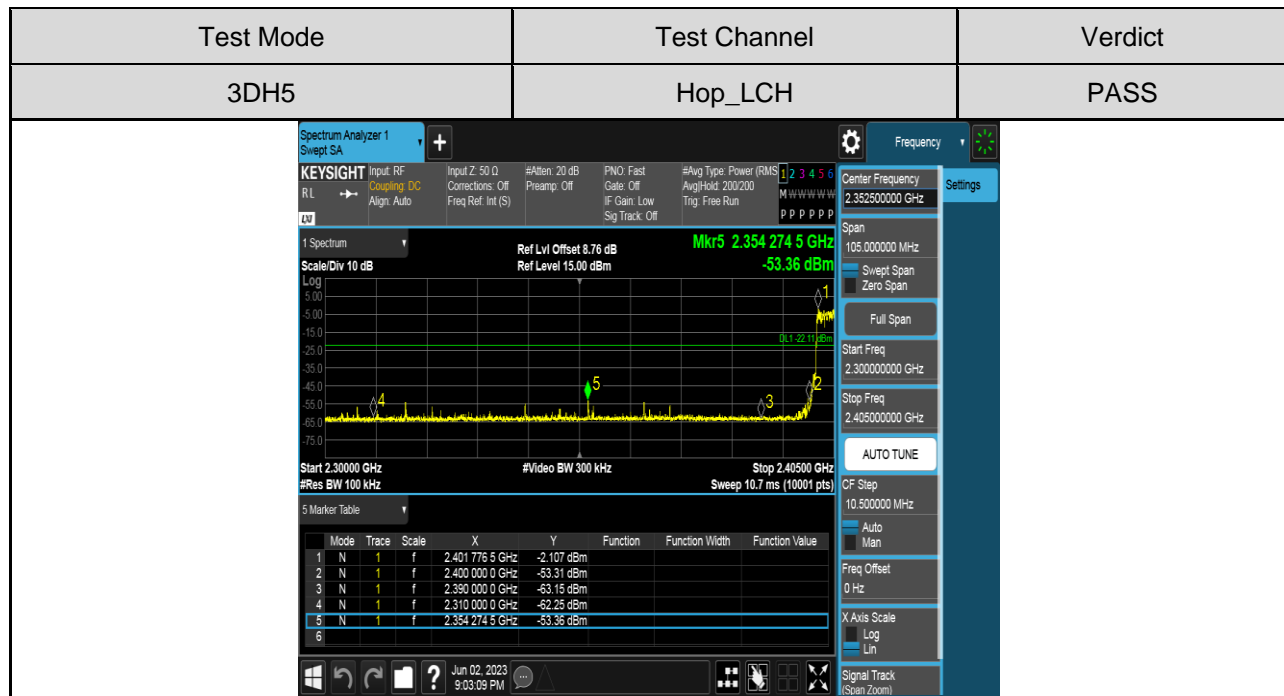 Test Mode Test Channel Verdict
3DH5 Hop_LCH PASS
Spectrum Analyzer 1
Swept SA
+
Frequency
KEYSIGHT Input: RF Input Z: 50 Ω #Atten: 20 dB PNO: Fast #Avg Type: Power (RMS 1 2 3 4 5 6
RL Coupling: DC Corrections: Off Preamp: Off Gate: Off Avg|Hold: 200/200 M W W W W W
Align: Auto Freq Ref: Int (S) IF Gain: Low Trig: Free Run
LXI Sig Track: Off P P P P P P
1 Spectrum
Ref Lvl Offset 8.76 dB Mkr5 2.354 274 5 GHz
Scale/Div 10 dB Ref Level 15.00 dBm -53.36 dBm
Log
5.00
-5.00
-15.0
-25.0
-35.0
-45.0
-55.0
-65.0
-75.0
1
DL1 -22.11 dBm
2
5
4
3
Start 2.30000 GHz #Video BW 300 kHz Stop 2.40500 GHz
#Res BW 100 kHz Sweep 10.7 ms (10001 pts)
5 Marker Table
Mode Trace Scale X Y Function Function Width Function Value
1 N 1 f 2.401 776 5 GHz -2.107 dBm
2 N 1 f 2.400 000 0 GHz -53.31 dBm
3 N 1 f 2.390 000 0 GHz -63.15 dBm
4 N 1 f 2.310 000 0 GHz -62.25 dBm
5 N 1 f 2.354 274 5 GHz -53.36 dBm
6
?
Jun 02, 2023
9:03:09 PM
Center Frequency
2.352500000 GHz
Settings
Span
105.000000 MHz
Swept Span
Zero Span
Full Span
Start Freq
2.300000000 GHz
Stop Freq
2.405000000 GHz
AUTO TUNE
CF Step
10.500000 MHz
Auto
Man
Freq Offset
0 Hz
X Axis Scale
Log
Lin
Signal Track
(Span Zoom)